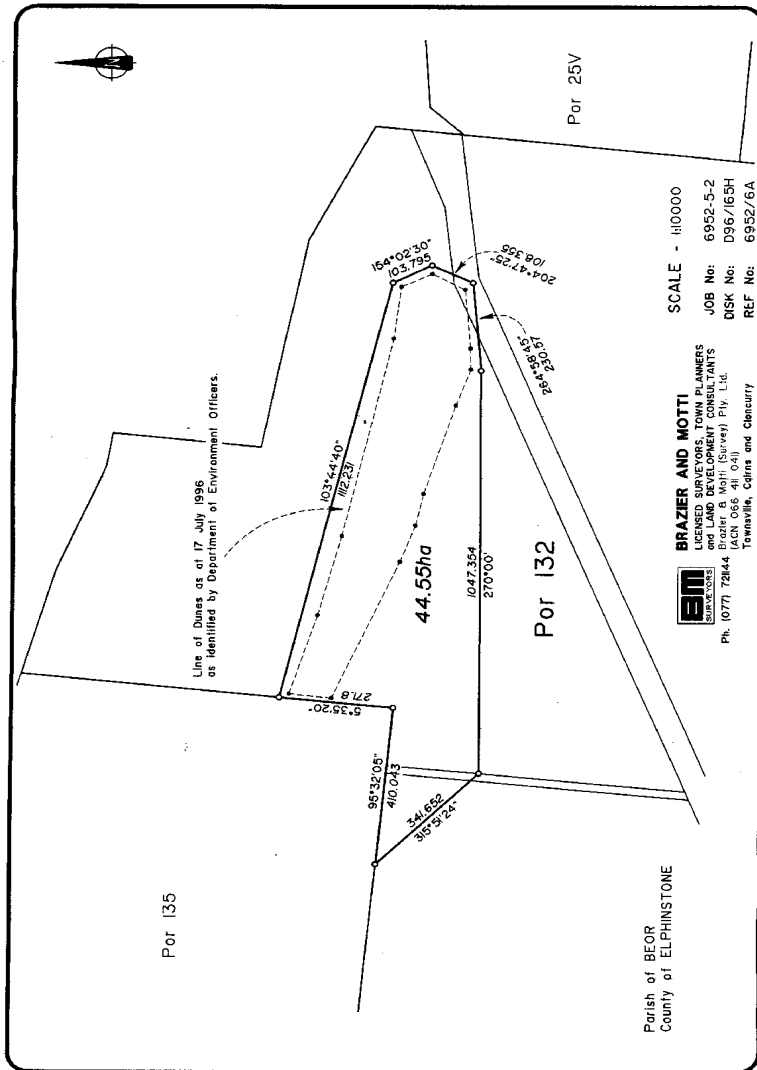 N
Por 25V
Line of Dunes as at 17 July 1996
as identified by Department of Environment Officers.
Por 135
103°44'40"
1112.231
154°02'30"
103.795
204°47'25"
108.355
264°58'45"
230.57
5°35'20"
271.8
95°32'05"
410.043
341.652
315°51'24"
44.55ha
1047.354
270°00'
Por 132
Parish of BEOR
County of ELPHINSTONE
BM
SURVEYORS
BRAZIER AND MOTTI
LICENSED SURVEYORS, TOWN PLANNERS
and LAND DEVELOPMENT CONSULTANTS
Brazier & Motti (Survey) Pty. Ltd.
(ACN 066 411 041)
Townsville, Cairns and Cloncurry
Ph. (077) 721144
SCALE - 1:10000
JOB No: 6952-5-2
DISK No: D96/165H
REF No: 6952/6A